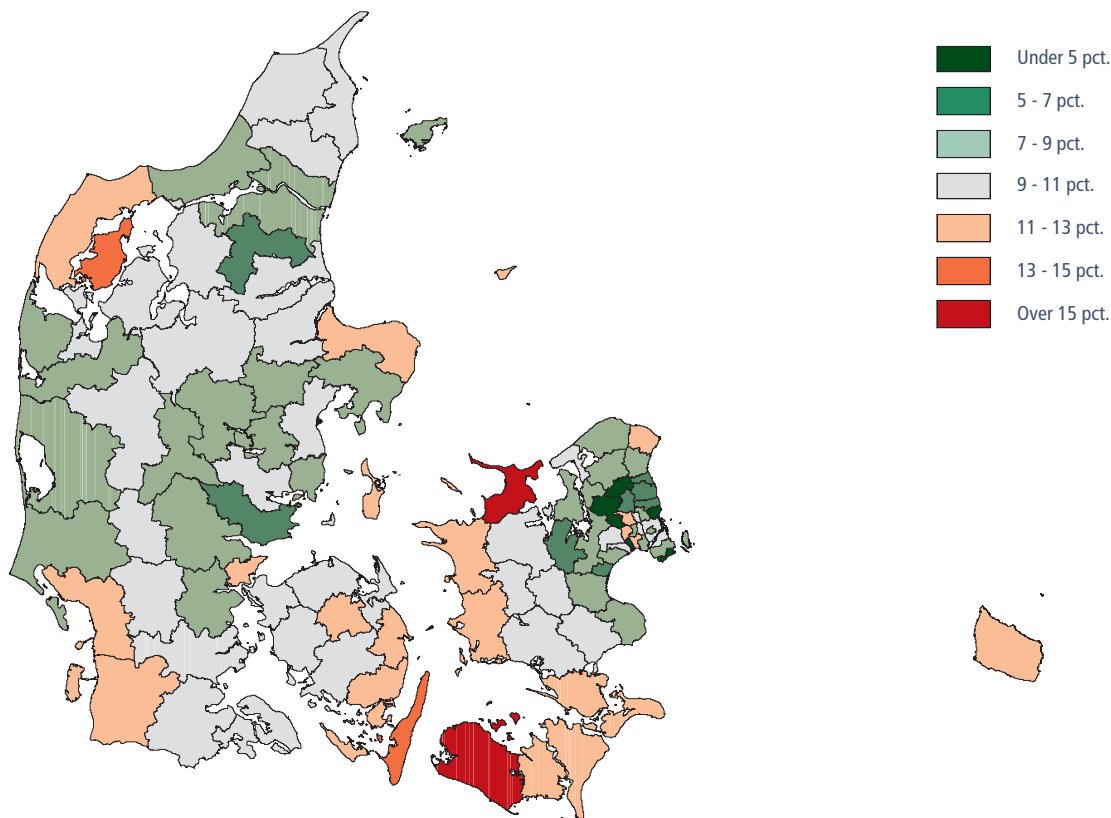 Under 5 pct.
5 - 7 pct.
7 - 9 pct.
9 - 11 pct.
11 - 13 pct.
13 - 15 pct.
Over 15 pct.